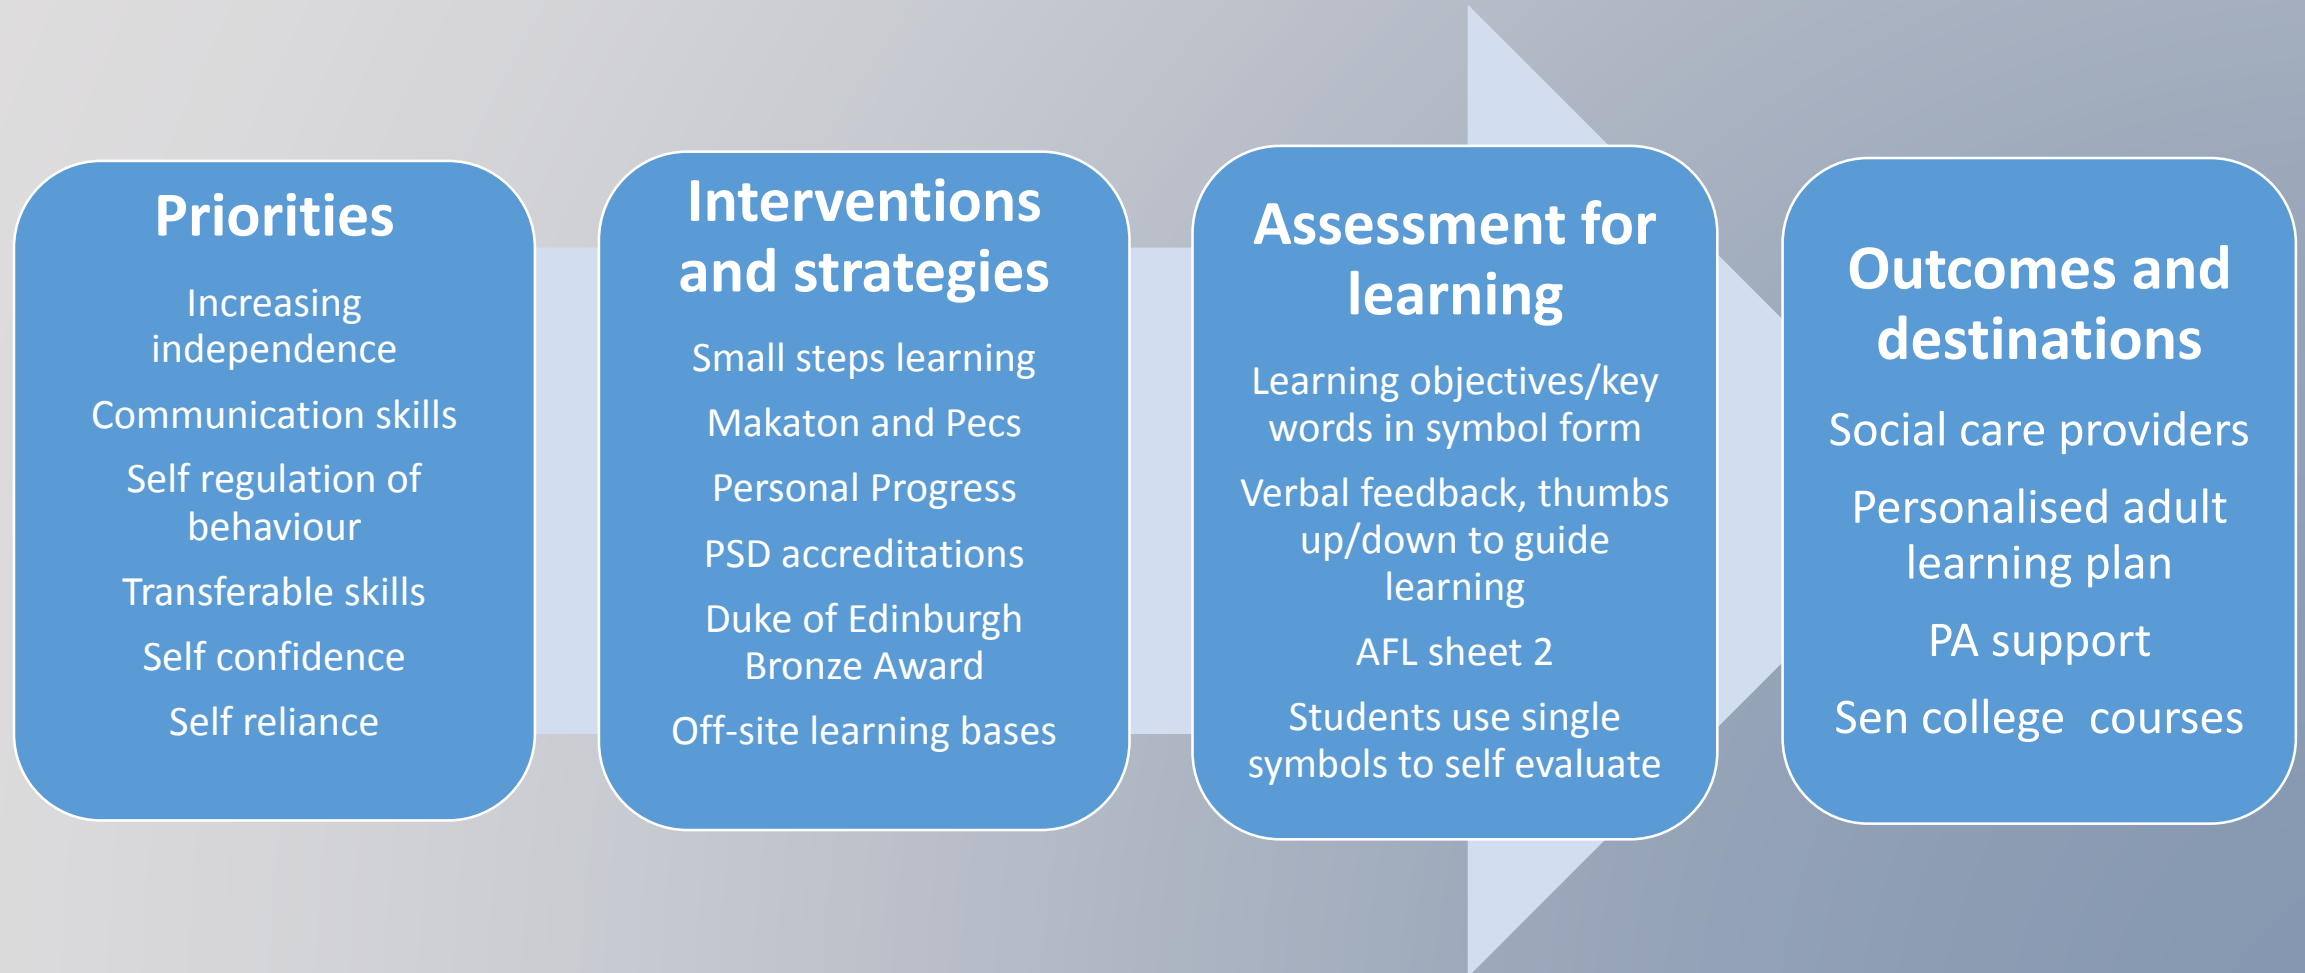 Priorities
Increasing
independence
Communication skills
Self regulation of
behaviour
Transferable skills
Self confidence
Self reliance
Interventions
and strategies
Small steps learning
Makaton and Pecs
Personal Progress
PSD accreditations
Duke of Edinburgh
Bronze Award
Off-site learning bases
Assessment for
learning
Learning objectives/key
words in symbol form
Verbal feedback, thumbs
up/down to guide
learning
AFL sheet 2
Students use single
symbols to self evaluate
Outcomes and
destinations
Social care providers
Personalised adult
learning plan
PA support
Sen college  courses